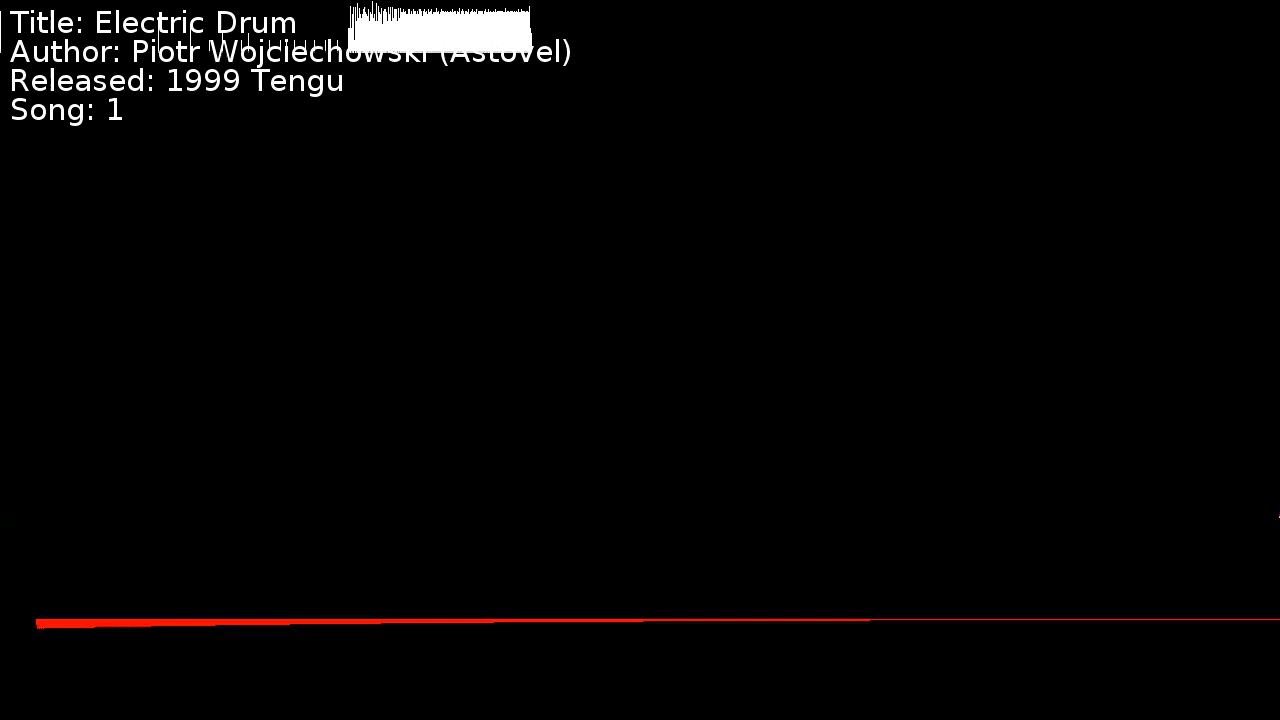 Title: Electric Drum
Author: Piotr Wojciechowski (Astovel)
Released: 1999 Tengu
Song: 1